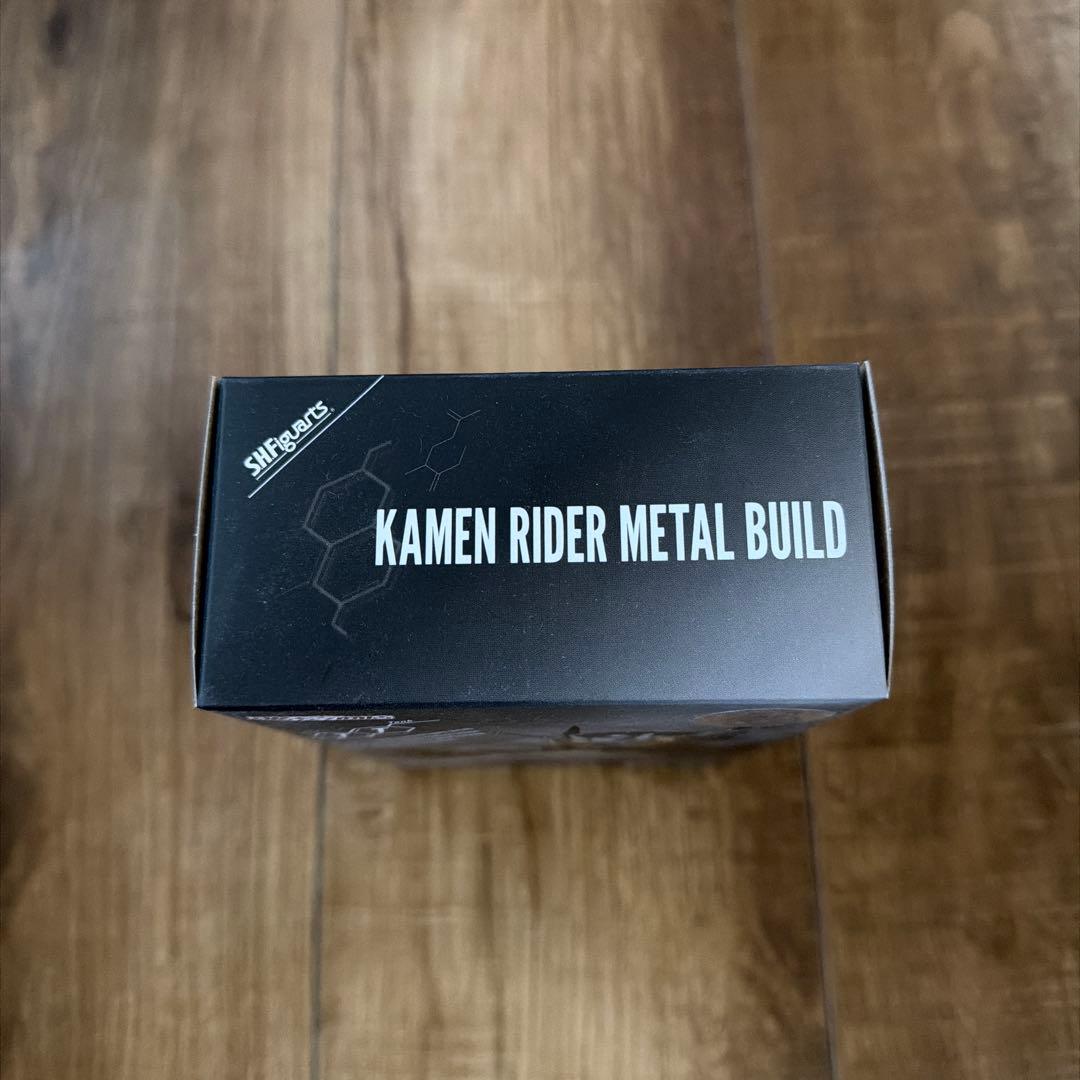 S.H.Figuarts
KAMEN RIDER METAL BUILD